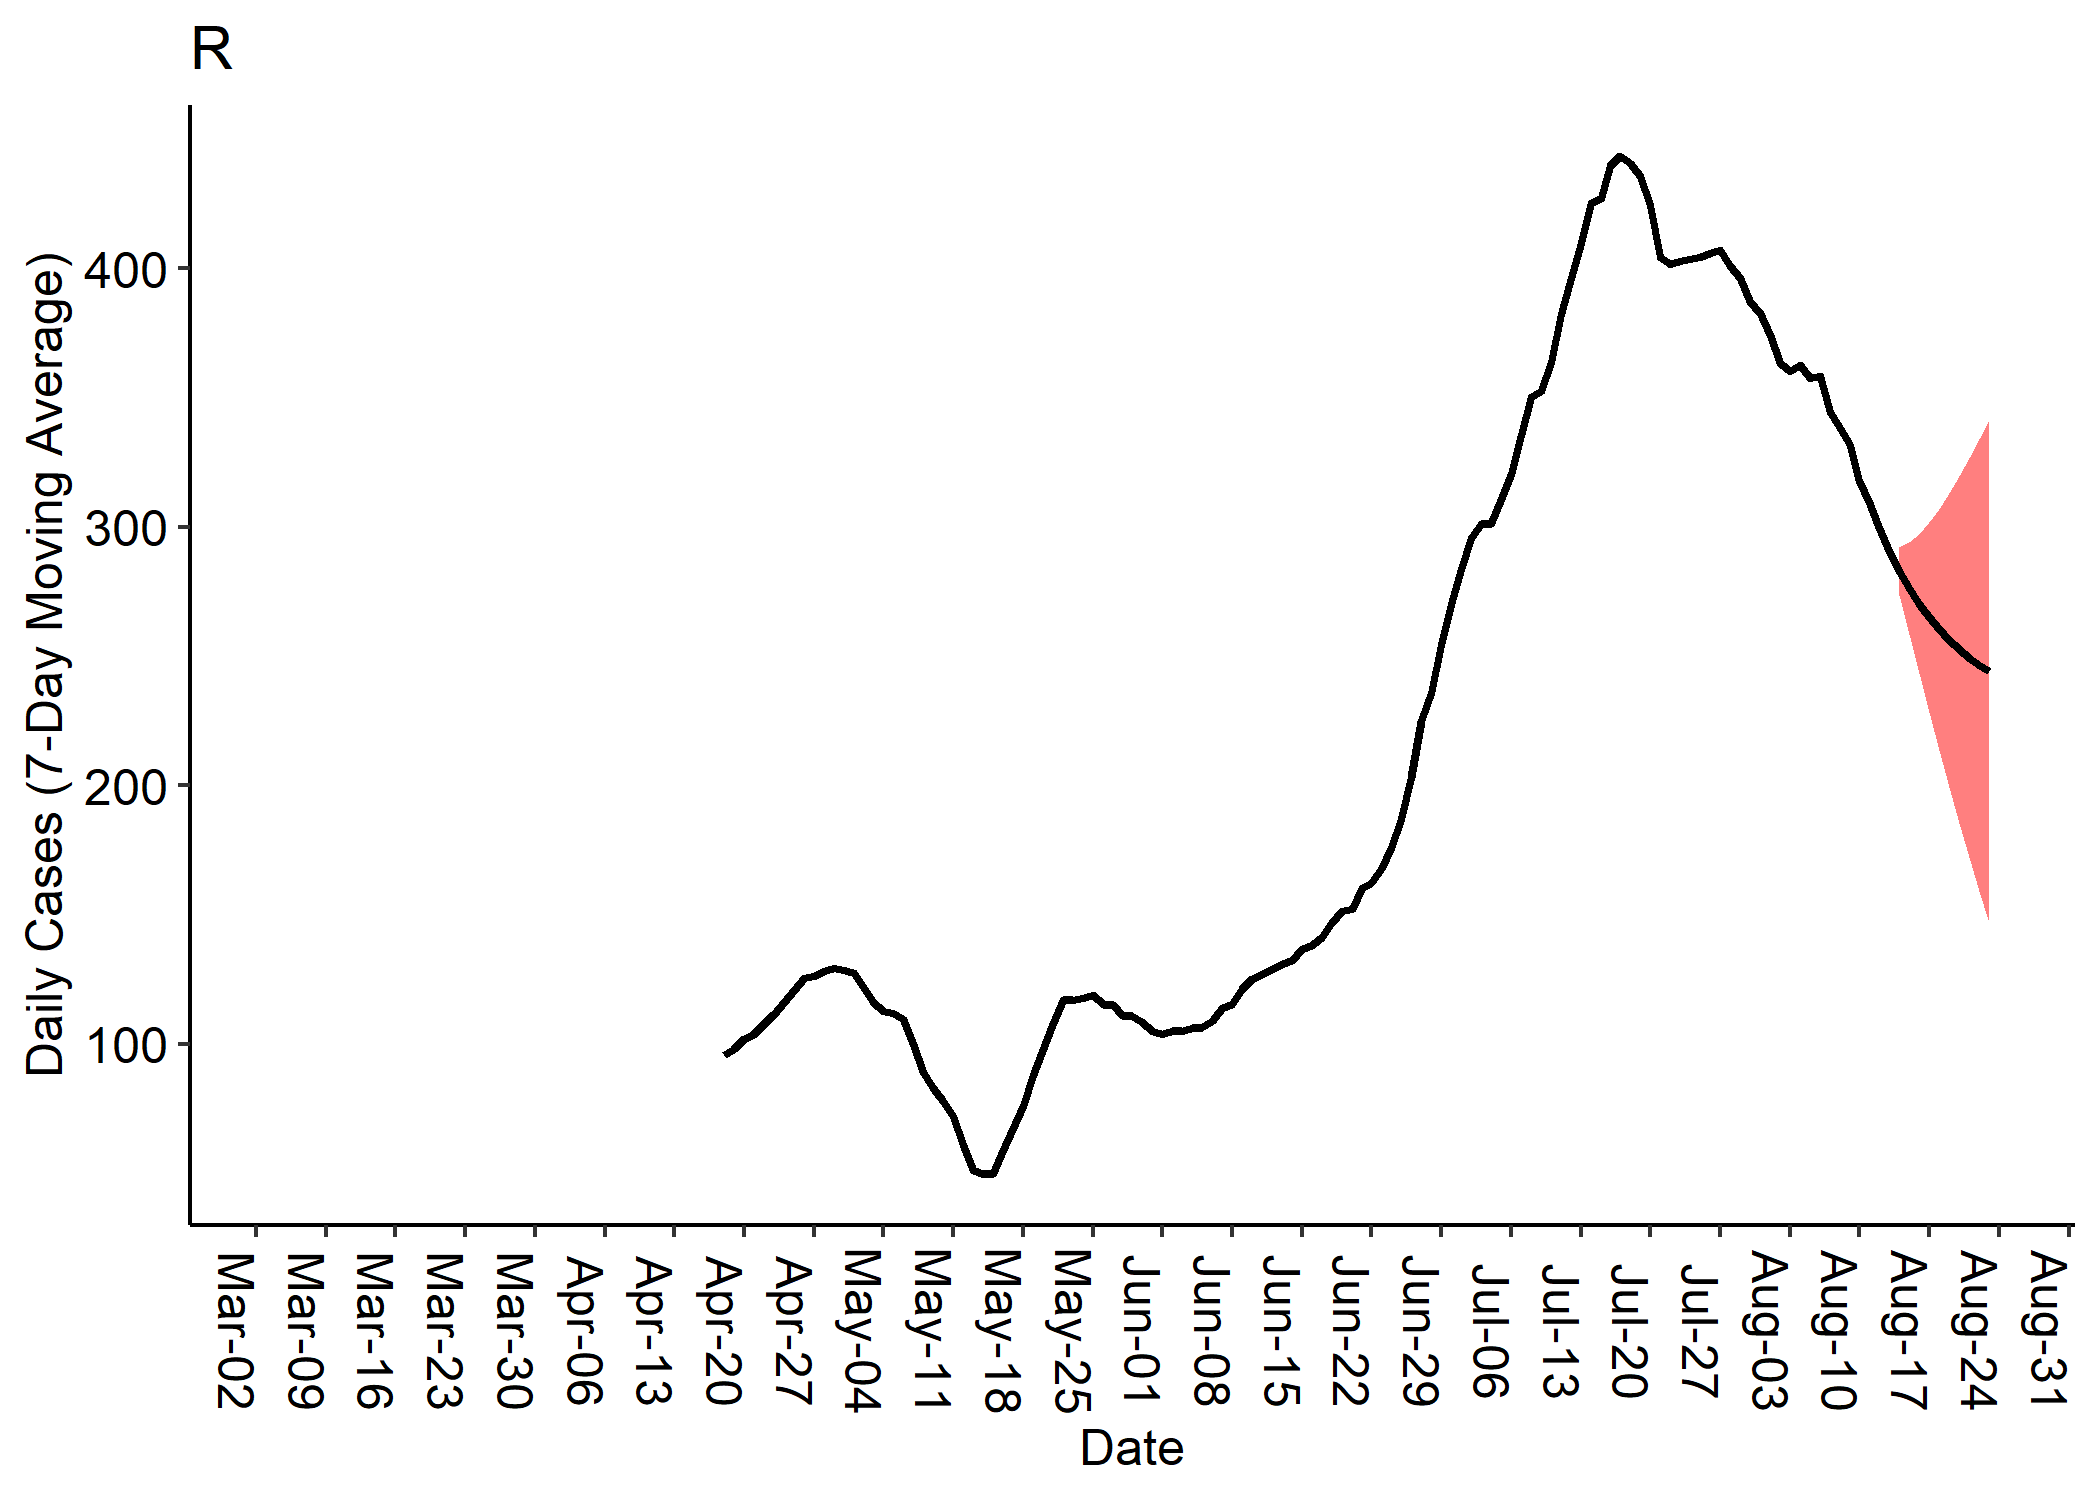 R
Daily Cases (7-Day Moving Average)
400
300
200
100
Mar-02
Mar-09
Mar-16
Mar-23
Mar-30
Apr-06
Apr-13
Apr-20
Apr-27
May-04
May-11
May-18
May-25
Jun-01
Jun-08
Jun-15
Jun-22
Jun-29
Jul-06
Jul-13
Jul-20
Jul-27
Aug-03
Aug-10
Aug-17
Aug-24
Aug-31
Date